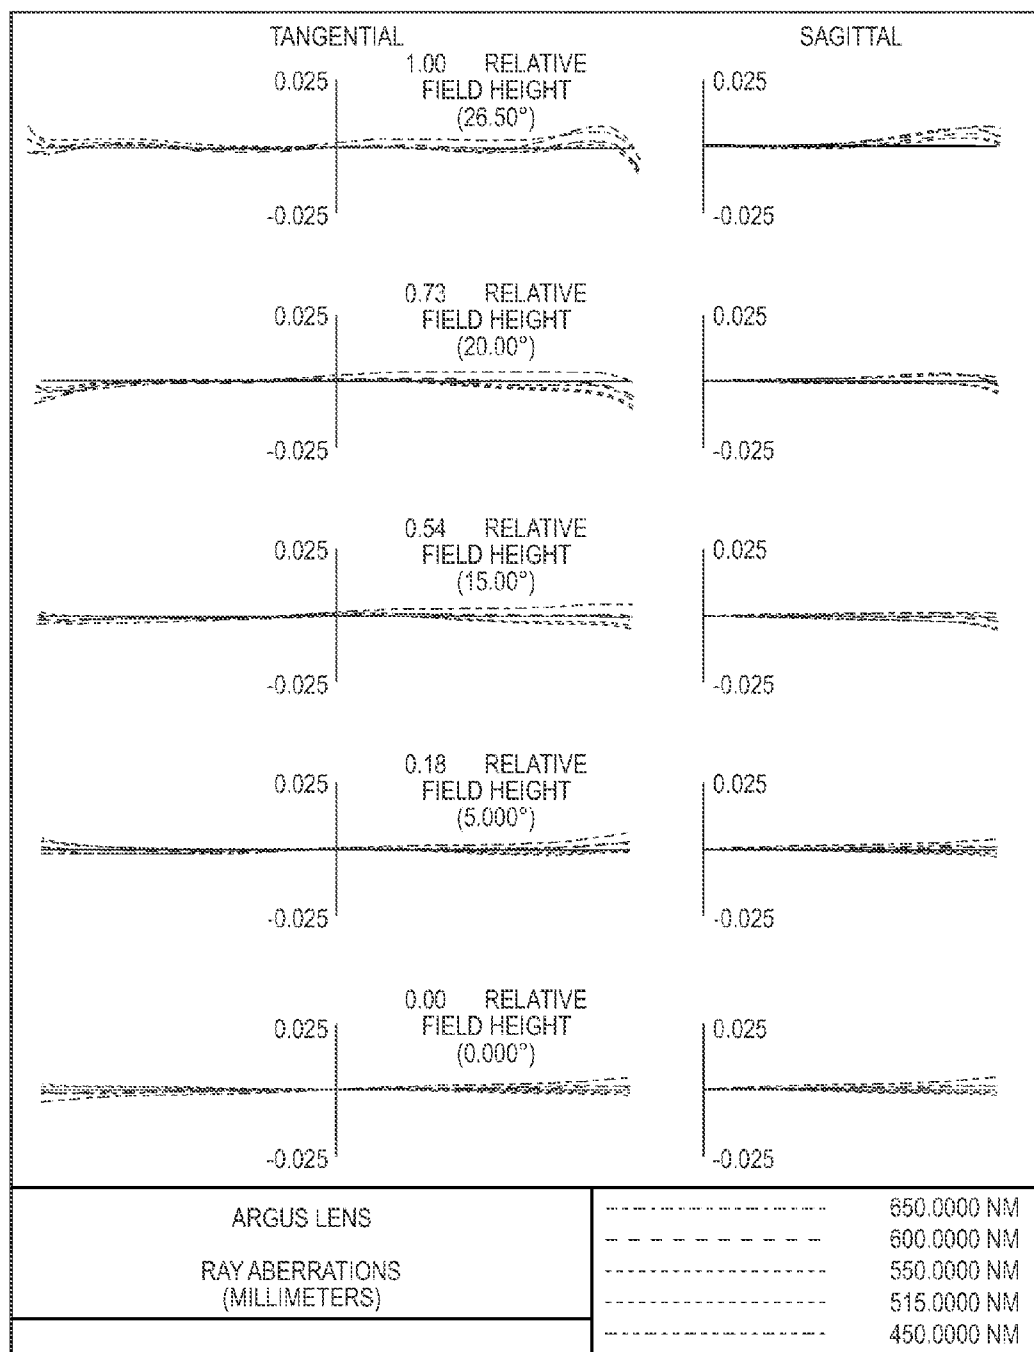 TANGENTIAL SAGITTAL
1.00 RELATIVE
FIELD HEIGHT
(26.50°)
0.025 0.025
-0.025 -0.025
0.73 RELATIVE
FIELD HEIGHT
(20.00°)
0.025 0.025
-0.025 -0.025
0.54 RELATIVE
FIELD HEIGHT
(15.00°)
0.025 0.025
-0.025 -0.025
0.18 RELATIVE
FIELD HEIGHT
(5.000°)
0.025 0.025
-0.025 -0.025
0.00 RELATIVE
FIELD HEIGHT
(0.000°)
0.025 0.025
-0.025 -0.025
ARGUS LENS
RAY ABERRATIONS
(MILLIMETERS)
650.0000 NM
600.0000 NM
550.0000 NM
515.0000 NM
450.0000 NM